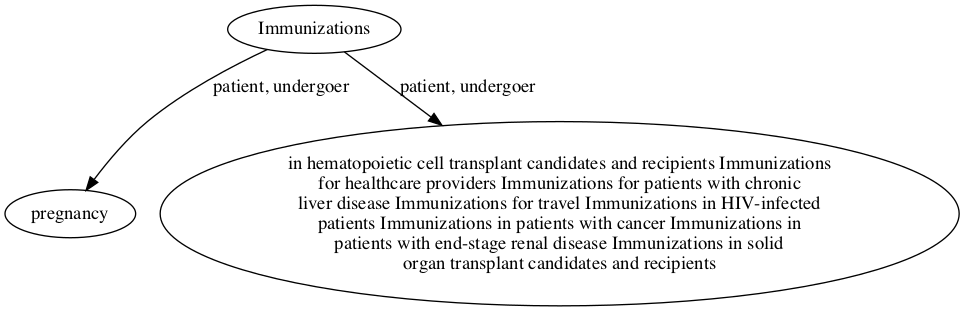 Immunizations
patient, undergoer
patient, undergoer
pregnancy
in hematopoietic cell transplant candidates and recipients Immunizations
for healthcare providers Immunizations for patients with chronic
liver disease Immunizations for travel Immunizations in HIV-infected
patients Immunizations in patients with cancer Immunizations in
patients with end-stage renal disease Immunizations in solid
organ transplant candidates and recipients